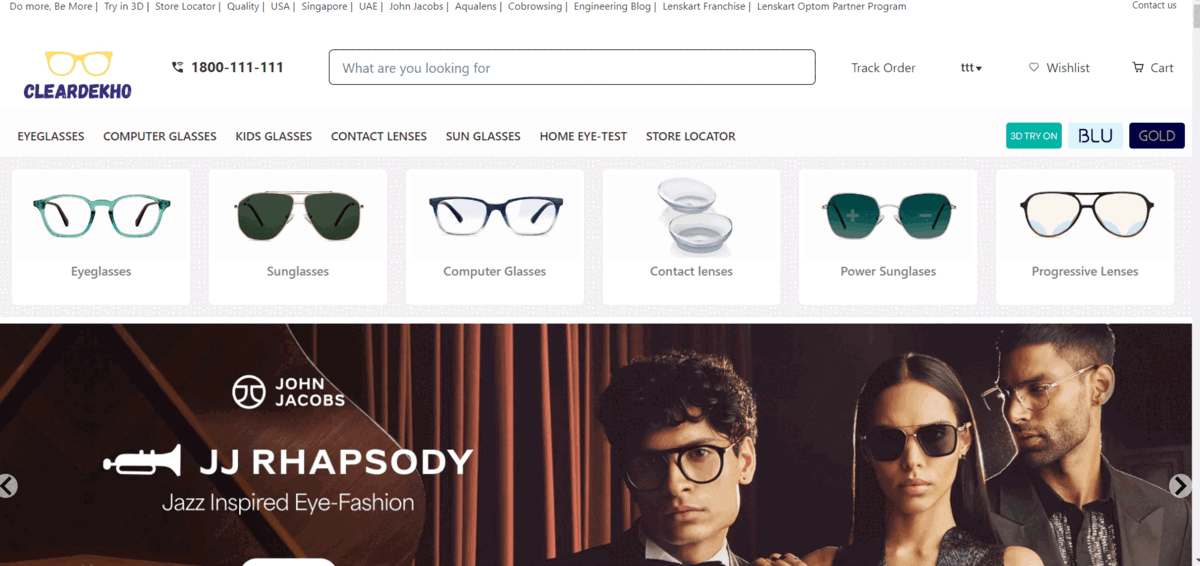 Do more, Be More | Try in 3D | Store Locator | Quality | USA | Singapore | UAE | John Jacobs | Aqualens | Cobrowsing | Engineering Blog | Lenskart Franchise | Lenskart Optom Partner Program Contact us
CLEARDEKHO
1800-111-111 What are you looking for Track Order ttt Wishlist Cart
EYEGLASSES COMPUTER GLASSES KIDS GLASSES CONTACT LENSES SUN GLASSES HOME EYE-TEST STORE LOCATOR 3D TRY ON BLU GOLD
Eyeglasses Sunglasses Computer Glasses Contact lenses Power Sunglases Progressive Lenses
JOHN
JACOBS
JJ RHAPSODY
Jazz Inspired Eye-Fashion